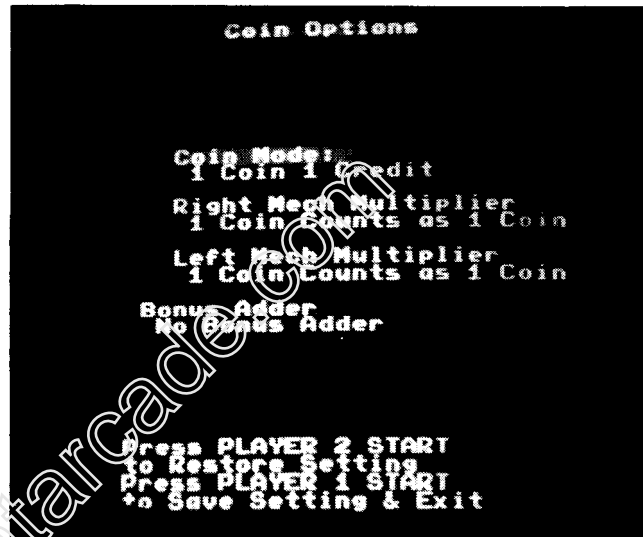 Coin Options
Coin Mode:
1 Coin 1 Credit
Right Mech Multiplier
1 Coin Counts as 1 Coin
Left Mech Multiplier
1 Coin Counts as 1 Coin
Bonus Adder
No Bonus Adder
Press PLAYER 2 START
to Restore Setting
Press PLAYER 1 START
to Save Setting & Exit
tarcade.com